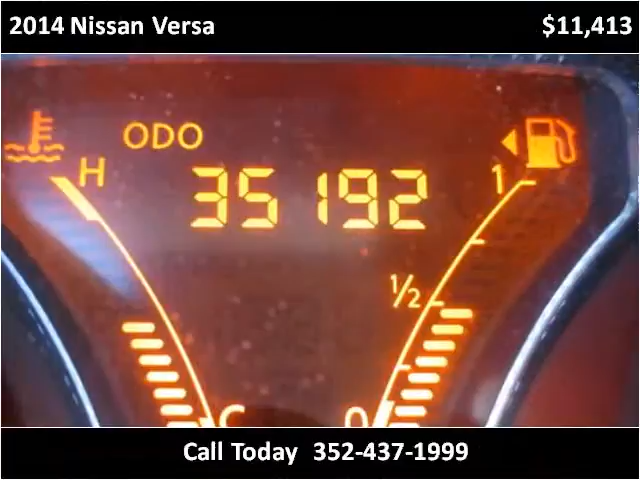 2014 Nissan Versa $11,413
ODO
H
35192
1
1/2
C 0
Call Today 352-437-1999